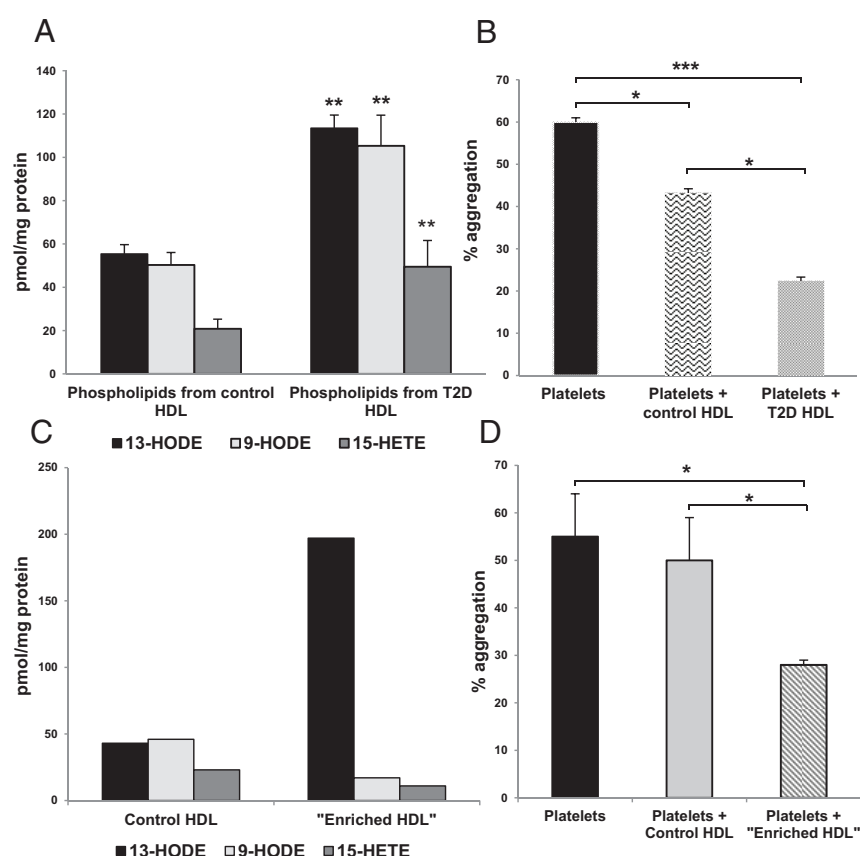 A
140
120
100
80
60
40
20
0
pmol/mg protein
** **
**
Phospholipids from control HDL
Phospholipids from T2D HDL
13-HODE 9-HODE 15-HETE
B
70
60
50
40
30
20
10
0
% aggregation
***
*
*
Platelets
Platelets + control HDL
Platelets + T2D HDL
C
250
200
150
100
50
0
pmol/mg protein
Control HDL
"Enriched HDL"
13-HODE 9-HODE 15-HETE
D
70
60
50
40
30
20
10
0
% aggregation
*
*
Platelets
Platelets + Control HDL
Platelets + "Enriched HDL"